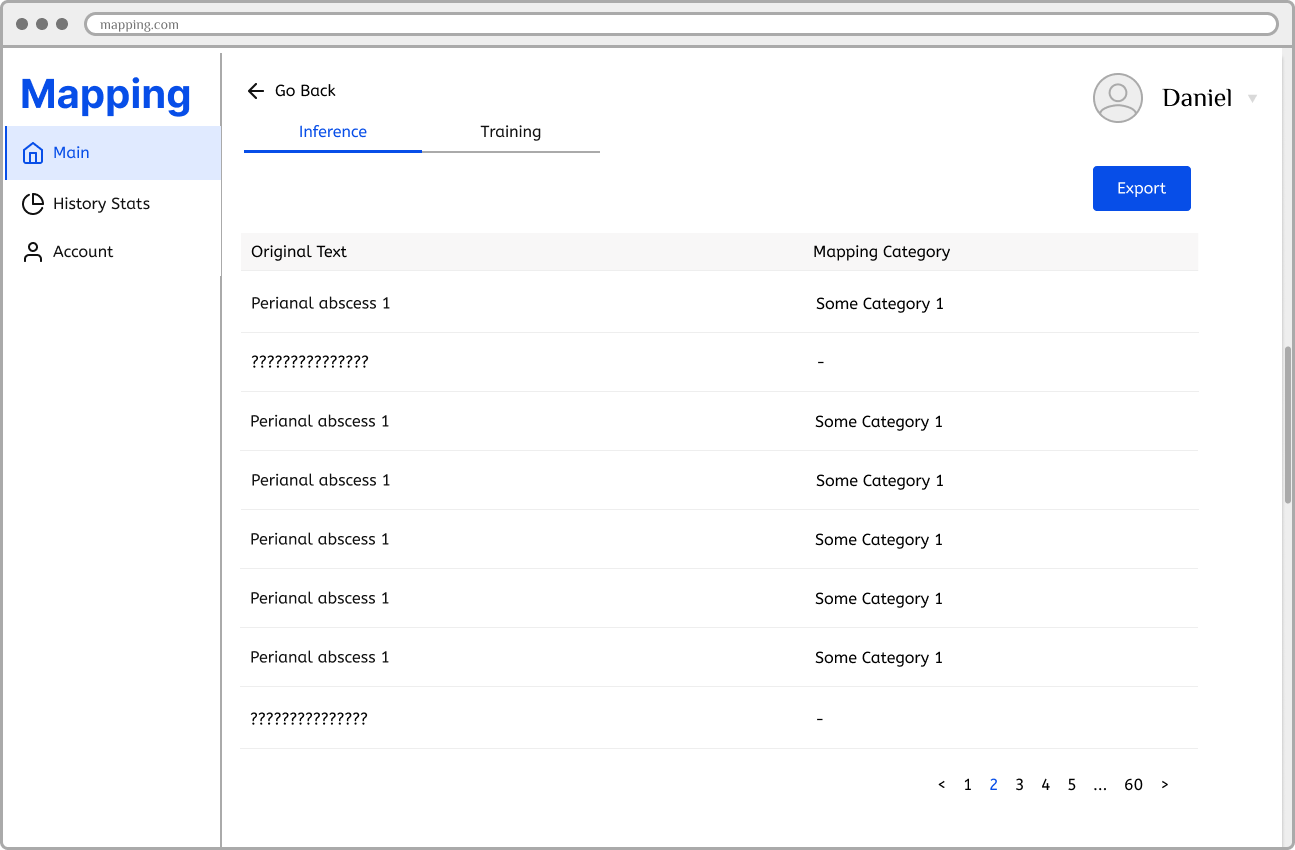 mapping.com
Mapping
Main
History Stats
Account
Go Back
Daniel
Inference Training
Export
Original Text Mapping Category
Perianal abscess 1 Some Category 1
??????????????? -
Perianal abscess 1 Some Category 1
Perianal abscess 1 Some Category 1
Perianal abscess 1 Some Category 1
Perianal abscess 1 Some Category 1
Perianal abscess 1 Some Category 1
??????????????? -
< 1 2 3 4 5 ... 60 >